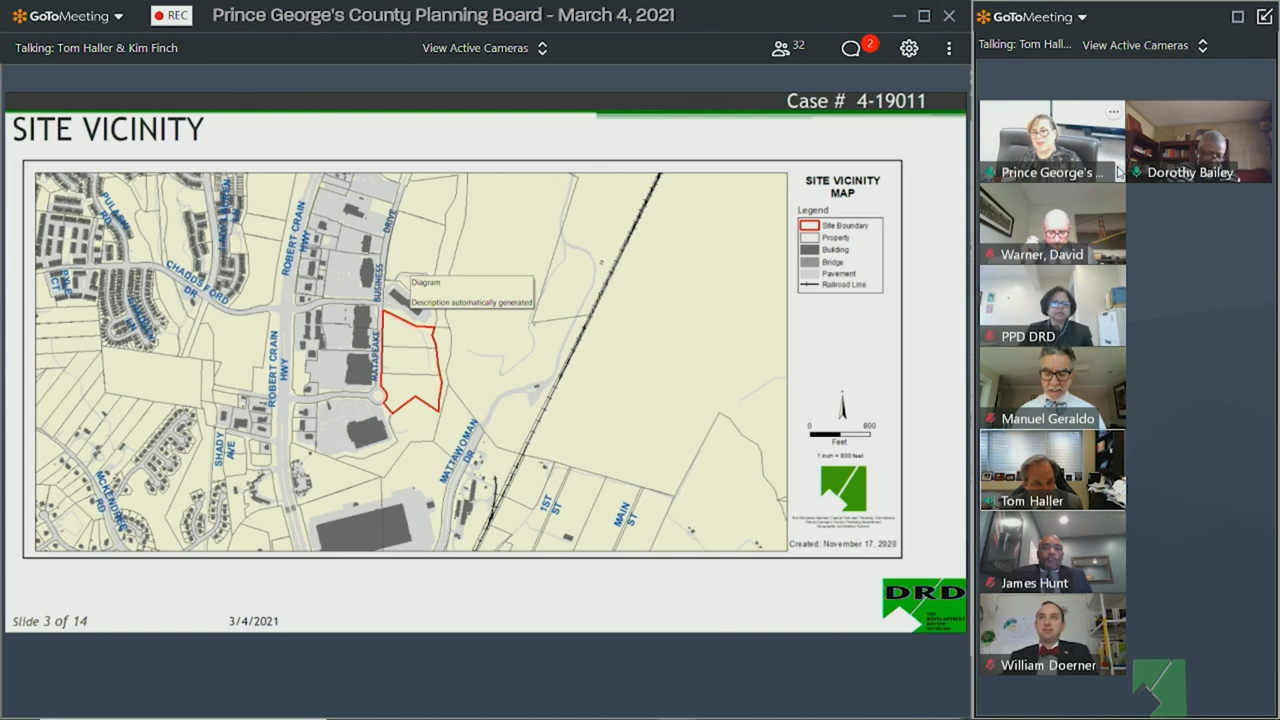 GoToMeeting
REC
Prince George's County Planning Board - March 4, 2021
Talking: Tom Haller & Kim Finch
View Active Cameras
32
2
Case # 4-19011
SITE VICINITY
SITE VICINITY
MAP
Legend
Site Boundary
Property
Building
Bridge
Pavement
Railroad Line
ROBERT CRAIN
HWY
CHADDS FORD
DR
DRIVE
BUSINESS
MATAPEAKE
Diagram
Description automatically generated
ROBERT CRAIN
HWY
SHADY
AVE
MATTAWOMAN
DR
1ST
ST
MAIN
ST
0
800
Feet
1 inch = 800 feet
Created: November 17, 2020
DRD
THE
DEVELOPMENT
REVIEW
DIVISION
Slide 3 of 14
3/4/2021
GoToMeeting
Talking: Tom Hall...
View Active Cameras
Prince George's ...
Dorothy Bailey
Warner, David
PPD DRD
Manuel Geraldo
Tom Haller
James Hunt
William Doerner